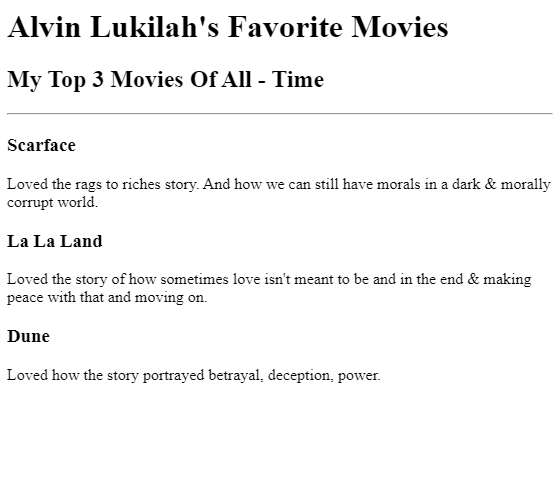 Alvin Lukilah's Favorite Movies
My Top 3 Movies Of All - Time
Scarface
Loved the rags to riches story. And how we can still have morals in a dark & morally
corrupt world.
La La Land
Loved the story of how sometimes love isn't meant to be and in the end & making
peace with that and moving on.
Dune
Loved how the story portrayed betrayal, deception, power.